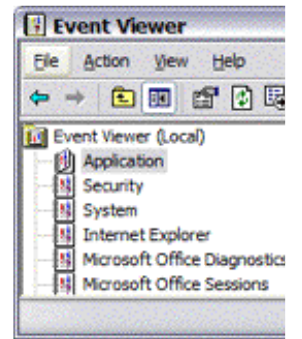 Event Viewer
File Action View Help
Event Viewer (Local)
Application
Security
System
Internet Explorer
Microsoft Office Diagnostics
Microsoft Office Sessions